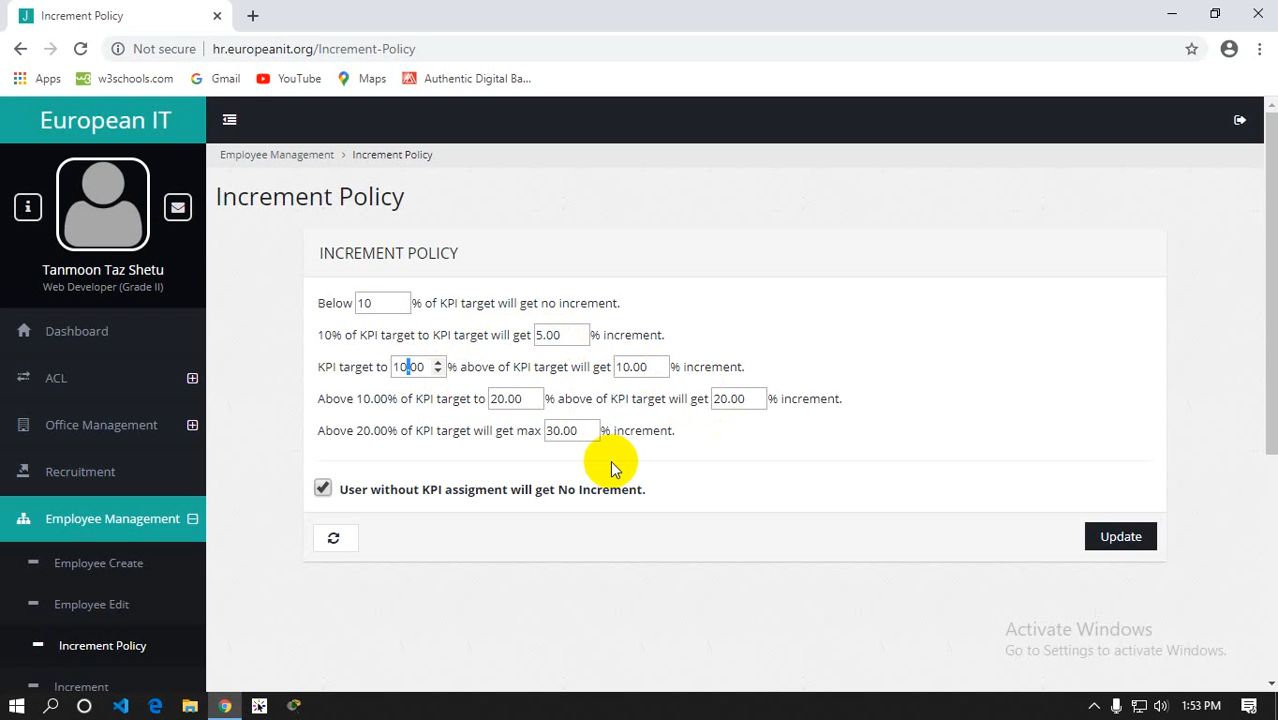 Increment Policy
Not secure hr.europeanit.org/Increment-Policy
Apps w3schools.com Gmail YouTube Maps Authentic Digital Ba...
European IT
Employee Management › Increment Policy
Increment Policy
Tanmoon Taz Shetu
Web Developer (Grade II)
Dashboard
ACL
Office Management
Recruitment
Employee Management
Employee Create
Employee Edit
Increment Policy
Increment
INCREMENT POLICY
Below 10 % of KPI target will get no increment.
10% of KPI target to KPI target will get 5.00 % increment.
KPI target to 10.00 % above of KPI target will get 10.00 % increment.
Above 10.00% of KPI target to 20.00 % above of KPI target will get 20.00 % increment.
Above 20.00% of KPI target will get max 30.00 % increment.
User without KPI assigment will get No Increment.
Update
Activate Windows
Go to Settings to activate Windows.
1:53 PM